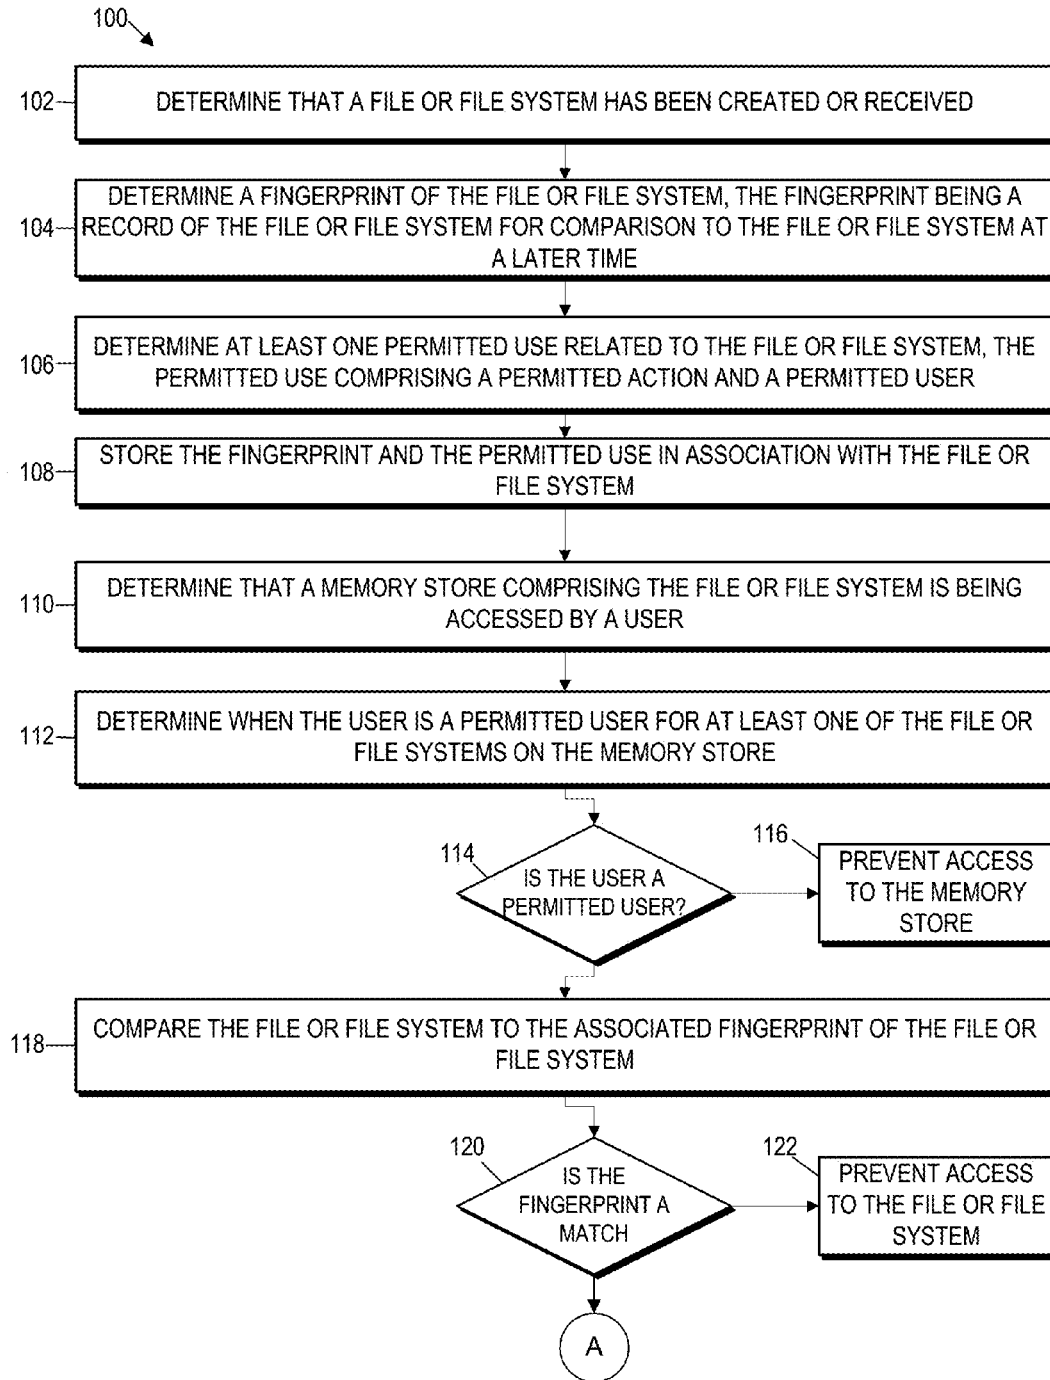 100
102
DETERMINE THAT A FILE OR FILE SYSTEM HAS BEEN CREATED OR RECEIVED
104
DETERMINE A FINGERPRINT OF THE FILE OR FILE SYSTEM, THE FINGERPRINT BEING A
RECORD OF THE FILE OR FILE SYSTEM FOR COMPARISON TO THE FILE OR FILE SYSTEM AT
A LATER TIME
106
DETERMINE AT LEAST ONE PERMITTED USE RELATED TO THE FILE OR FILE SYSTEM, THE
PERMITTED USE COMPRISING A PERMITTED ACTION AND A PERMITTED USER
108
STORE THE FINGERPRINT AND THE PERMITTED USE IN ASSOCIATION WITH THE FILE OR
FILE SYSTEM
110
DETERMINE THAT A MEMORY STORE COMPRISING THE FILE OR FILE SYSTEM IS BEING
ACCESSED BY A USER
112
DETERMINE WHEN THE USER IS A PERMITTED USER FOR AT LEAST ONE OF THE FILE OR
FILE SYSTEMS ON THE MEMORY STORE
114
IS THE USER A
PERMITTED USER?
116
PREVENT ACCESS
TO THE MEMORY
STORE
118
COMPARE THE FILE OR FILE SYSTEM TO THE ASSOCIATED FINGERPRINT OF THE FILE OR
FILE SYSTEM
120
IS THE
FINGERPRINT A
MATCH
122
PREVENT ACCESS
TO THE FILE OR FILE
SYSTEM
A